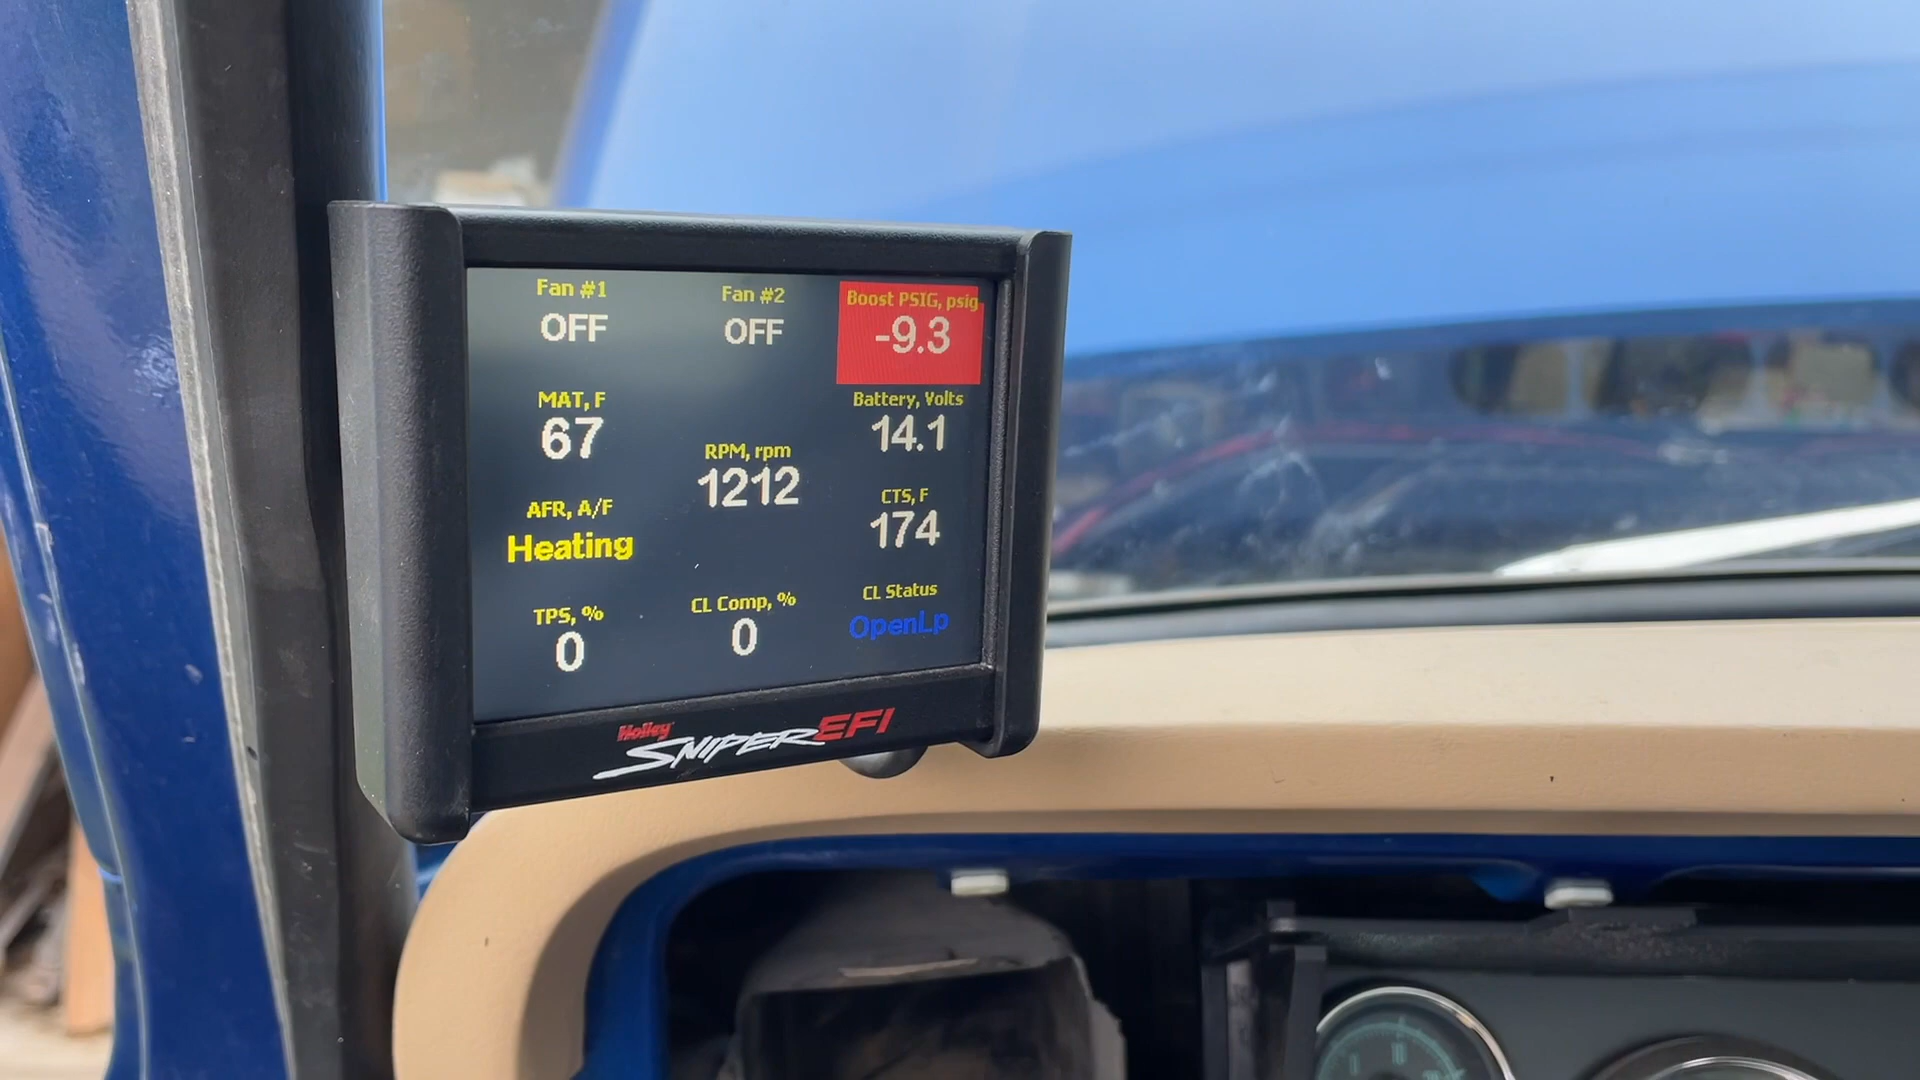 Fan #1
OFF
Fan #2
OFF
Boost PSIG, psig
-9.3
MAT, F
67
RPM, rpm
1212
Battery, Volts
14.1
AFR, A/F
Heating
CTS, F
174
TPS, %
0
CL Comp, %
0
CL Status
OpenLp
Holley
SNIPER EFI
10